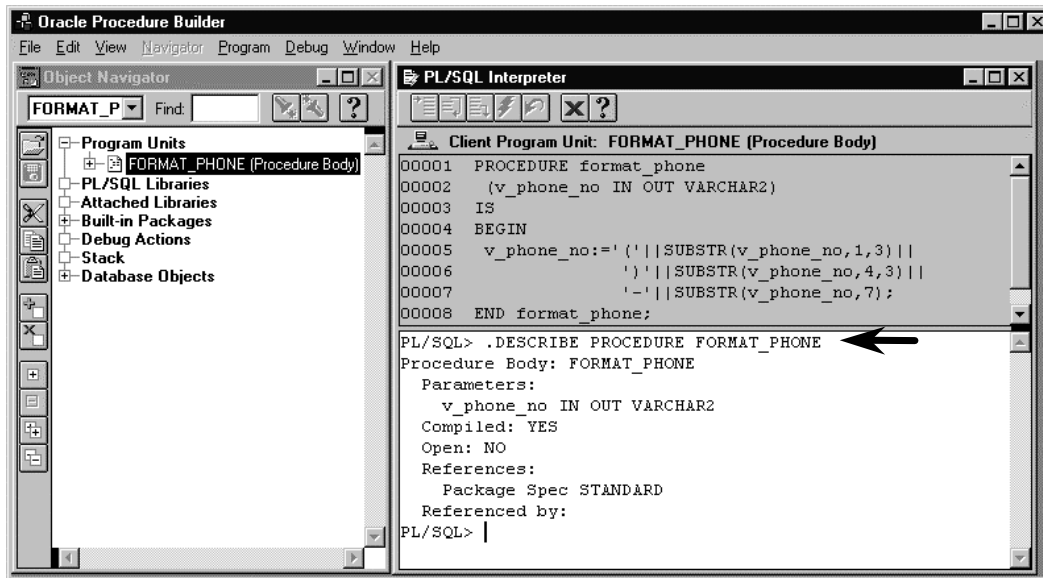 Oracle Procedure Builder
File Edit View Navigator Program Debug Window Help
Object Navigator
FORMAT_P Find:
Program Units
FORMAT_PHONE (Procedure Body)
PL/SQL Libraries
Attached Libraries
Built-in Packages
Debug Actions
Stack
Database Objects
PL/SQL Interpreter
Client Program Unit: FORMAT_PHONE (Procedure Body)
00001 PROCEDURE format_phone
00002 (v_phone_no IN OUT VARCHAR2)
00003 IS
00004 BEGIN
00005 v_phone_no:='('||SUBSTR(v_phone_no,1,3)||
00006 ')'||SUBSTR(v_phone_no,4,3)||
00007 '-'||SUBSTR(v_phone_no,7);
00008 END format_phone;
PL/SQL> .DESCRIBE PROCEDURE FORMAT_PHONE
Procedure Body: FORMAT_PHONE
Parameters:
v_phone_no IN OUT VARCHAR2
Compiled: YES
Open: NO
References:
Package Spec STANDARD
Referenced by:
PL/SQL>